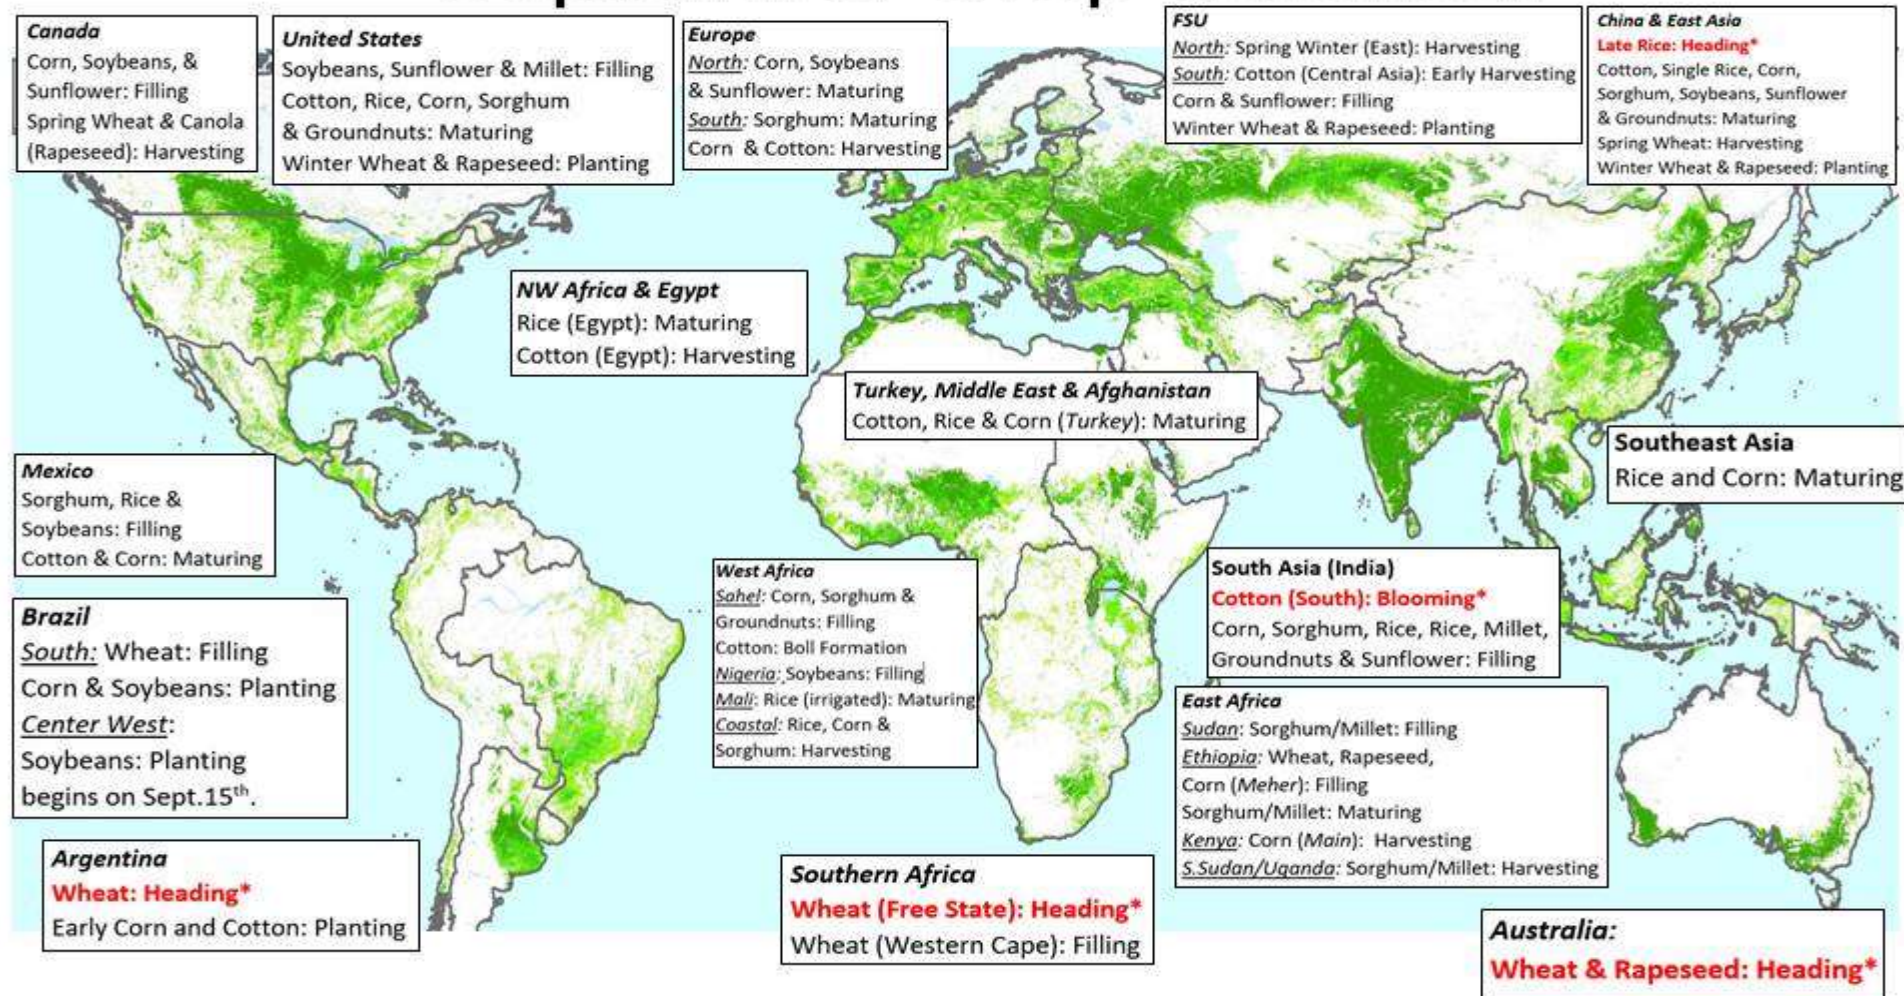 Canada
Corn, Soybeans, &
Sunflower: Filling
Spring Wheat & Canola
(Rapeseed): Harvesting
United States
Soybeans, Sunflower & Millet: Filling
Cotton, Rice, Corn, Sorghum
& Groundnuts: Maturing
Winter Wheat & Rapeseed: Planting
Europe
North: Corn, Soybeans
& Sunflower: Maturing
South: Sorghum: Maturing
Corn & Cotton: Harvesting
FSU
North: Spring Winter (East): Harvesting
South: Cotton (Central Asia): Early Harvesting
Corn & Sunflower: Filling
Winter Wheat & Rapeseed: Planting
China & East Asia
Late Rice: Heading*
Cotton, Single Rice, Corn,
Sorghum, Soybeans, Sunflower
& Groundnuts: Maturing
Spring Wheat: Harvesting
Winter Wheat & Rapeseed: Planting
NW Africa & Egypt
Rice (Egypt): Maturing
Cotton (Egypt): Harvesting
Turkey, Middle East & Afghanistan
Cotton, Rice & Corn (Turkey): Maturing
Southeast Asia
Rice and Corn: Maturing
Mexico
Sorghum, Rice &
Soybeans: Filling
Cotton & Corn: Maturing
Brazil
South: Wheat: Filling
Corn & Soybeans: Planting
Center West:
Soybeans: Planting
begins on Sept.15th.
West Africa
Sahel: Corn, Sorghum &
Groundnuts: Filling
Cotton: Boll Formation
Nigeria: Soybeans: Filling
Mali: Rice (irrigated): Maturing
Coastal: Rice, Corn &
Sorghum: Harvesting
South Asia (India)
Cotton (South): Blooming*
Corn, Sorghum, Rice, Rice, Millet,
Groundnuts & Sunflower: Filling
East Africa
Sudan: Sorghum/Millet: Filling
Ethiopia: Wheat, Rapeseed,
Corn (Meher): Filling
Sorghum/Millet: Maturing
Kenya: Corn (Main): Harvesting
S.Sudan/Uganda: Sorghum/Millet: Harvesting
Argentina
Wheat: Heading*
Early Corn and Cotton: Planting
Southern Africa
Wheat (Free State): Heading*
Wheat (Western Cape): Filling
Australia:
Wheat & Rapeseed: Heading*